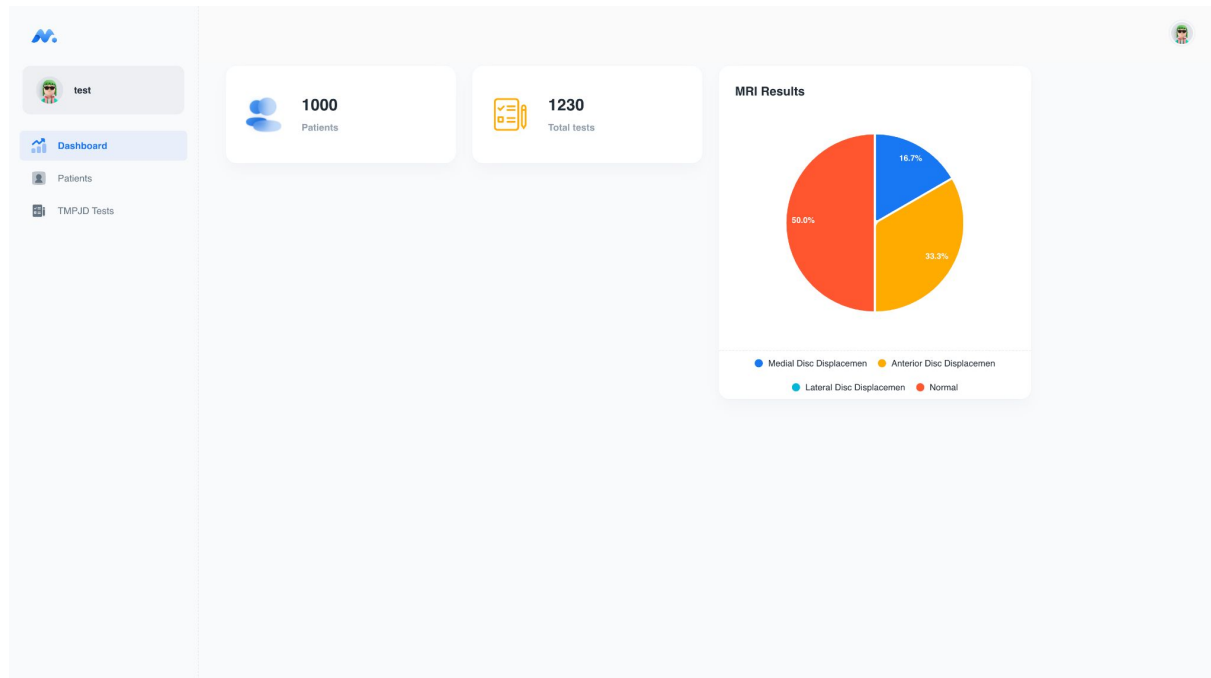 test
Dashboard
Patients
TMPJD Tests
1000
Patients
1230
Total tests
MRI Results
16.7%
50.0%
33.3%
Medial Disc Displacemen
Anterior Disc Displacemen
Lateral Disc Displacemen
Normal